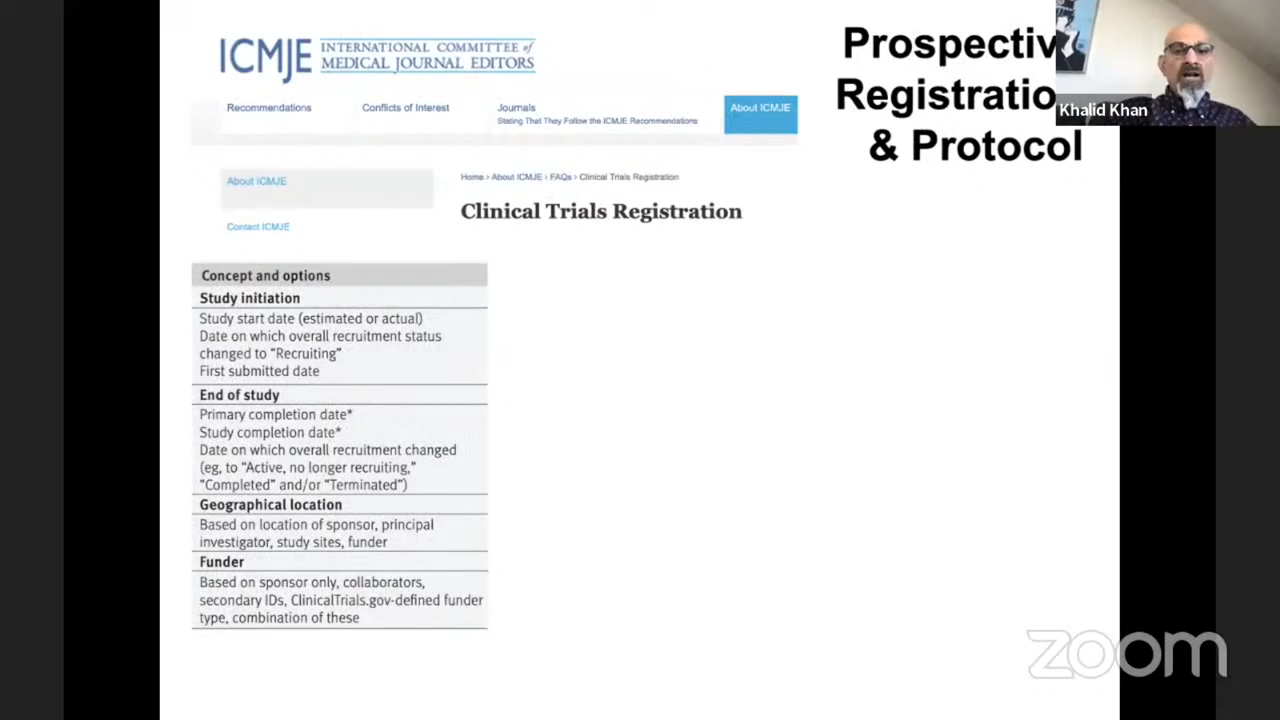 ICMJE INTERNATIONAL COMMITTEE of
MEDICAL JOURNAL EDITORS
Prospectiv
Registratio
& Protocol
Khalid Khan
Recommendations
Conflicts of Interest
Journals
Stating That They Follow the ICMJE Recommendations
About ICMJE
About ICMJE
Contact ICMJE
Home > About ICMJE > FAQs > Clinical Trials Registration
Clinical Trials Registration
Concept and options
Study initiation
Study start date (estimated or actual)
Date on which overall recruitment status
changed to “Recruiting”
First submitted date
End of study
Primary completion date*
Study completion date*
Date on which overall recruitment changed
(eg, to “Active, no longer recruiting,”
“Completed” and/or “Terminated”)
Geographical location
Based on location of sponsor, principal
investigator, study sites, funder
Funder
Based on sponsor only, collaborators,
secondary IDs, ClinicalTrials.gov-defined funder
type, combination of these
zoom